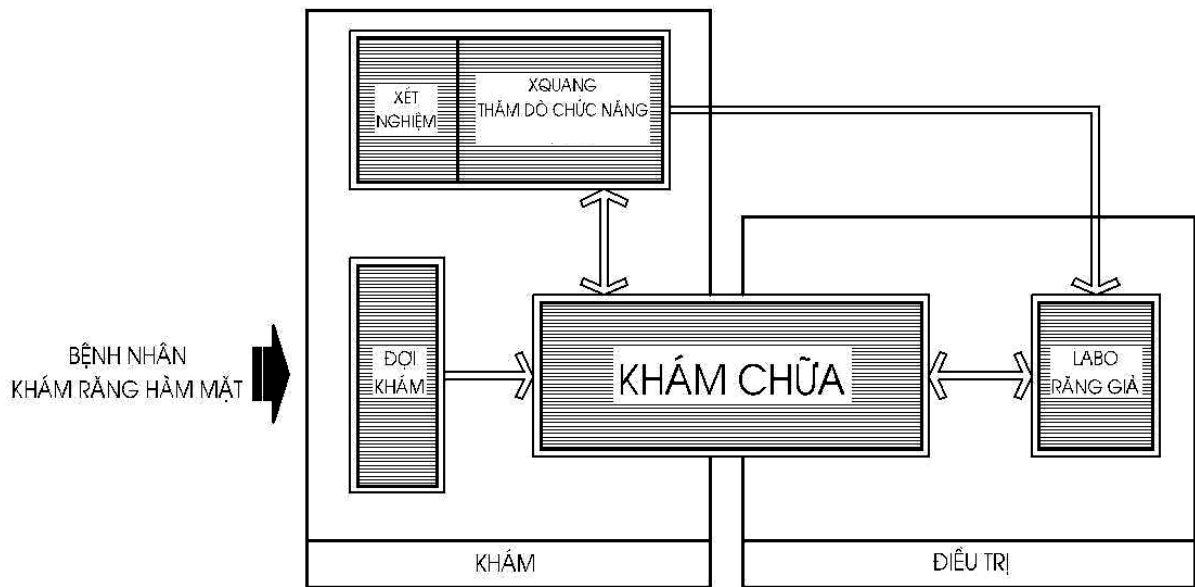 XÉT
NGHIỆM
XQUANG
THĂM DÒ CHỨC NĂNG
BỆNH NHÂN
KHÁM RĂNG HÀM MẶT
ĐỢI
KHÁM
KHÁM CHỮA
LABO
RĂNG GIẢ
KHÁM
ĐIỀU TRỊ